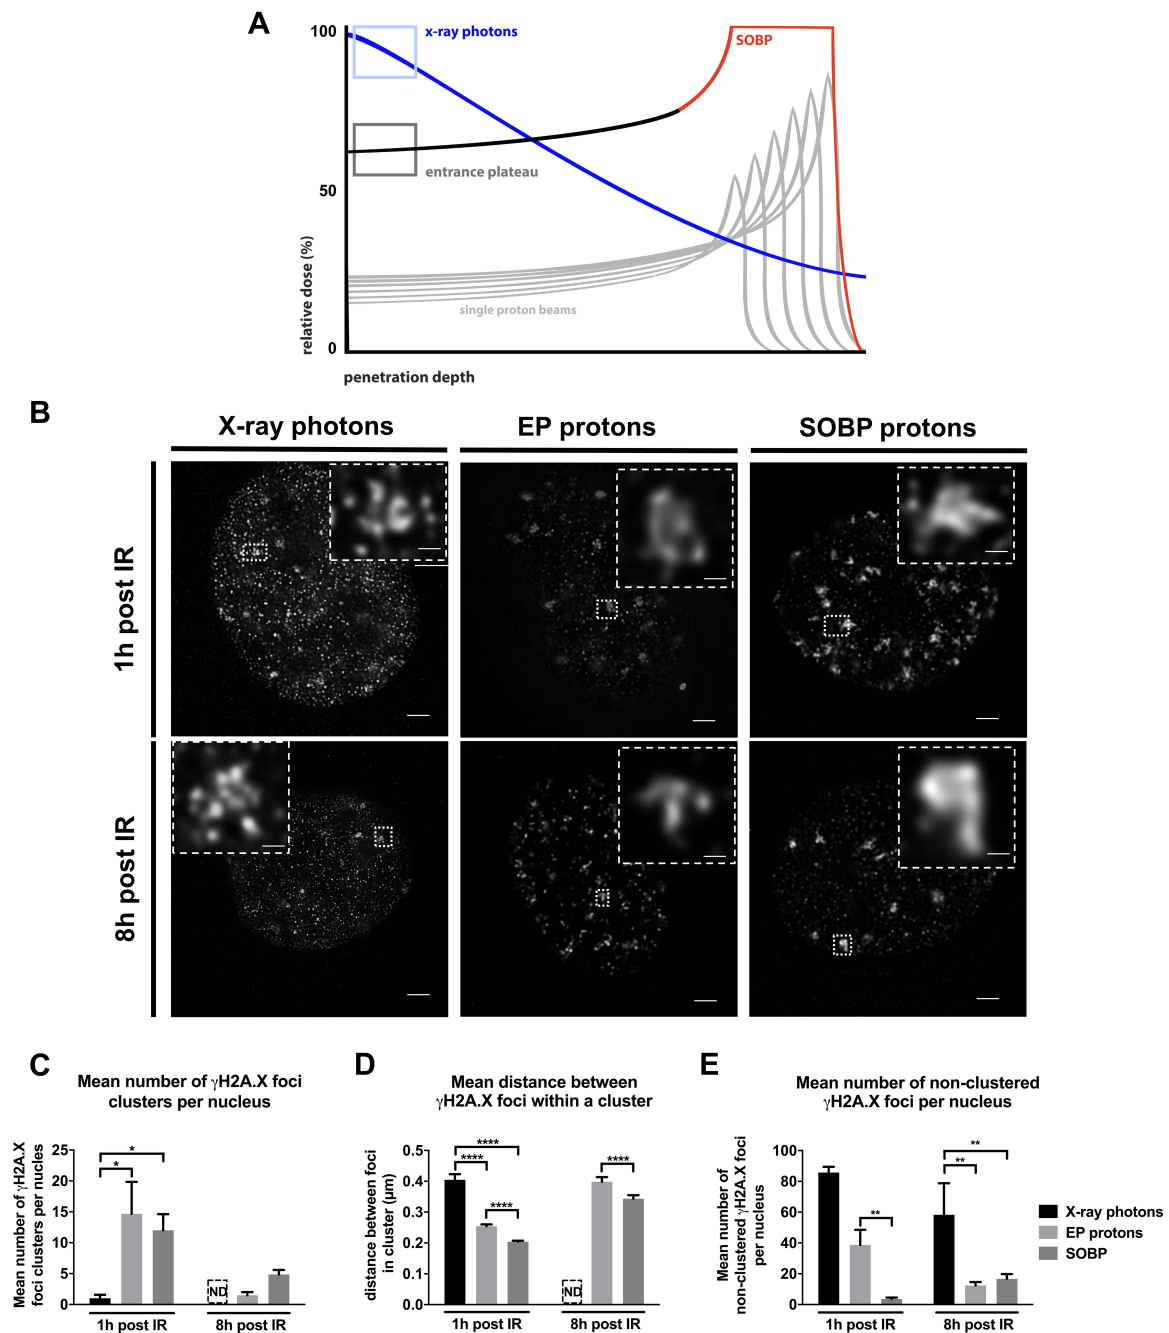 A
100
x-ray photons
SOBP
entrance plateau
50
relative dose (%)
single proton beams
0
penetration depth
B
X-ray photons
EP protons
SOBP protons
1h post IR
8h post IR
C
Mean number of γH2A.X foci
clusters per nucleus
Mean number of γH2A.X
foci clusters per nucles
25
20
15
10
5
0
*
*
ND
1h post IR
8h post IR
D
Mean distance between
γH2A.X foci within a cluster
distance between foci
in cluster (μm)
0.5
0.4
0.3
0.2
0.1
0.0
****
****
****
****
ND
1h post IR
8h post IR
E
Mean number of non-clustered
γH2A.X foci per nucleus
Mean number of
non-clustered γH2A.X foci
per nucleus
100
80
60
40
20
0
**
**
**
1h post IR
8h post IR
X-ray photons
EP protons
SOBP